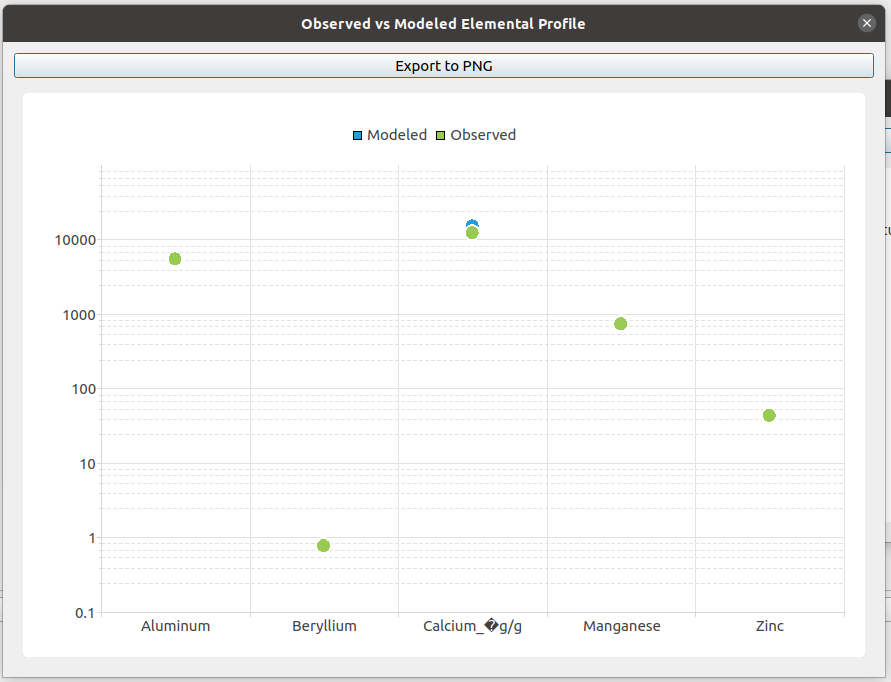 Observed vs Modeled Elemental Profile
Export to PNG
Modeled Observed
10000
1000
100
10
1
0.1
Aluminum Beryllium Calcium_�g/g Manganese Zinc